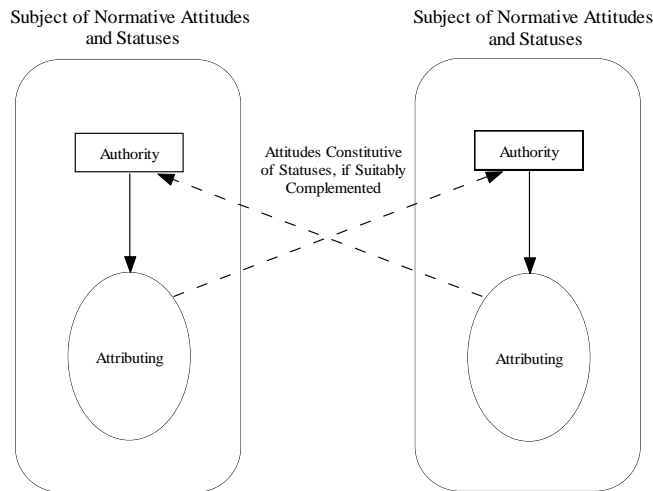 Subject of Normative Attitudes
and Statuses
Subject of Normative Attitudes
and Statuses
Authority
Attitudes Constitutive
of Statuses, if Suitably
Complemented
Authority
Attributing
Attributing